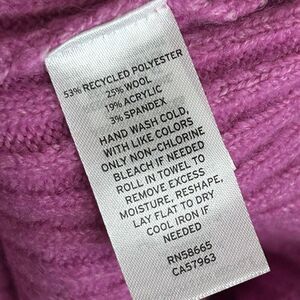 53% RECYCLED POLYESTER
25% WOOL
19% ACRYLIC
3% SPANDEX
HAND WASH COLD,
WITH LIKE COLORS
ONLY NON-CHLORINE
BLEACH IF NEEDED
ROLL IN TOWEL TO
REMOVE EXCESS
MOISTURE, RESHAPE,
LAY FLAT TO DRY
COOL IRON IF
NEEDED
RN58665
CA57963